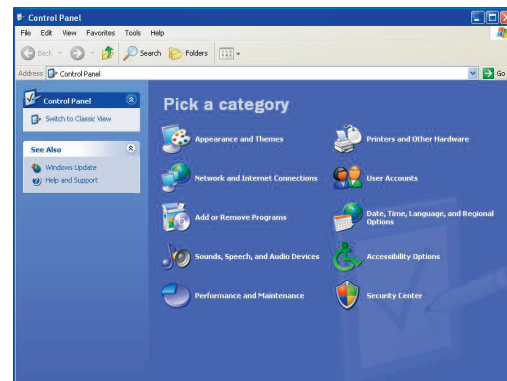 Control Panel
File Edit View Favorites Tools Help
Back Search Folders
Address Control Panel Go
Control Panel
Switch to Classic View
See Also
Windows Update
Help and Support
Pick a category
Appearance and Themes
Printers and Other Hardware
Network and Internet Connections
User Accounts
Add or Remove Programs
Date, Time, Language, and Regional
Options
Sounds, Speech, and Audio Devices
Accessibility Options
Performance and Maintenance
Security Center